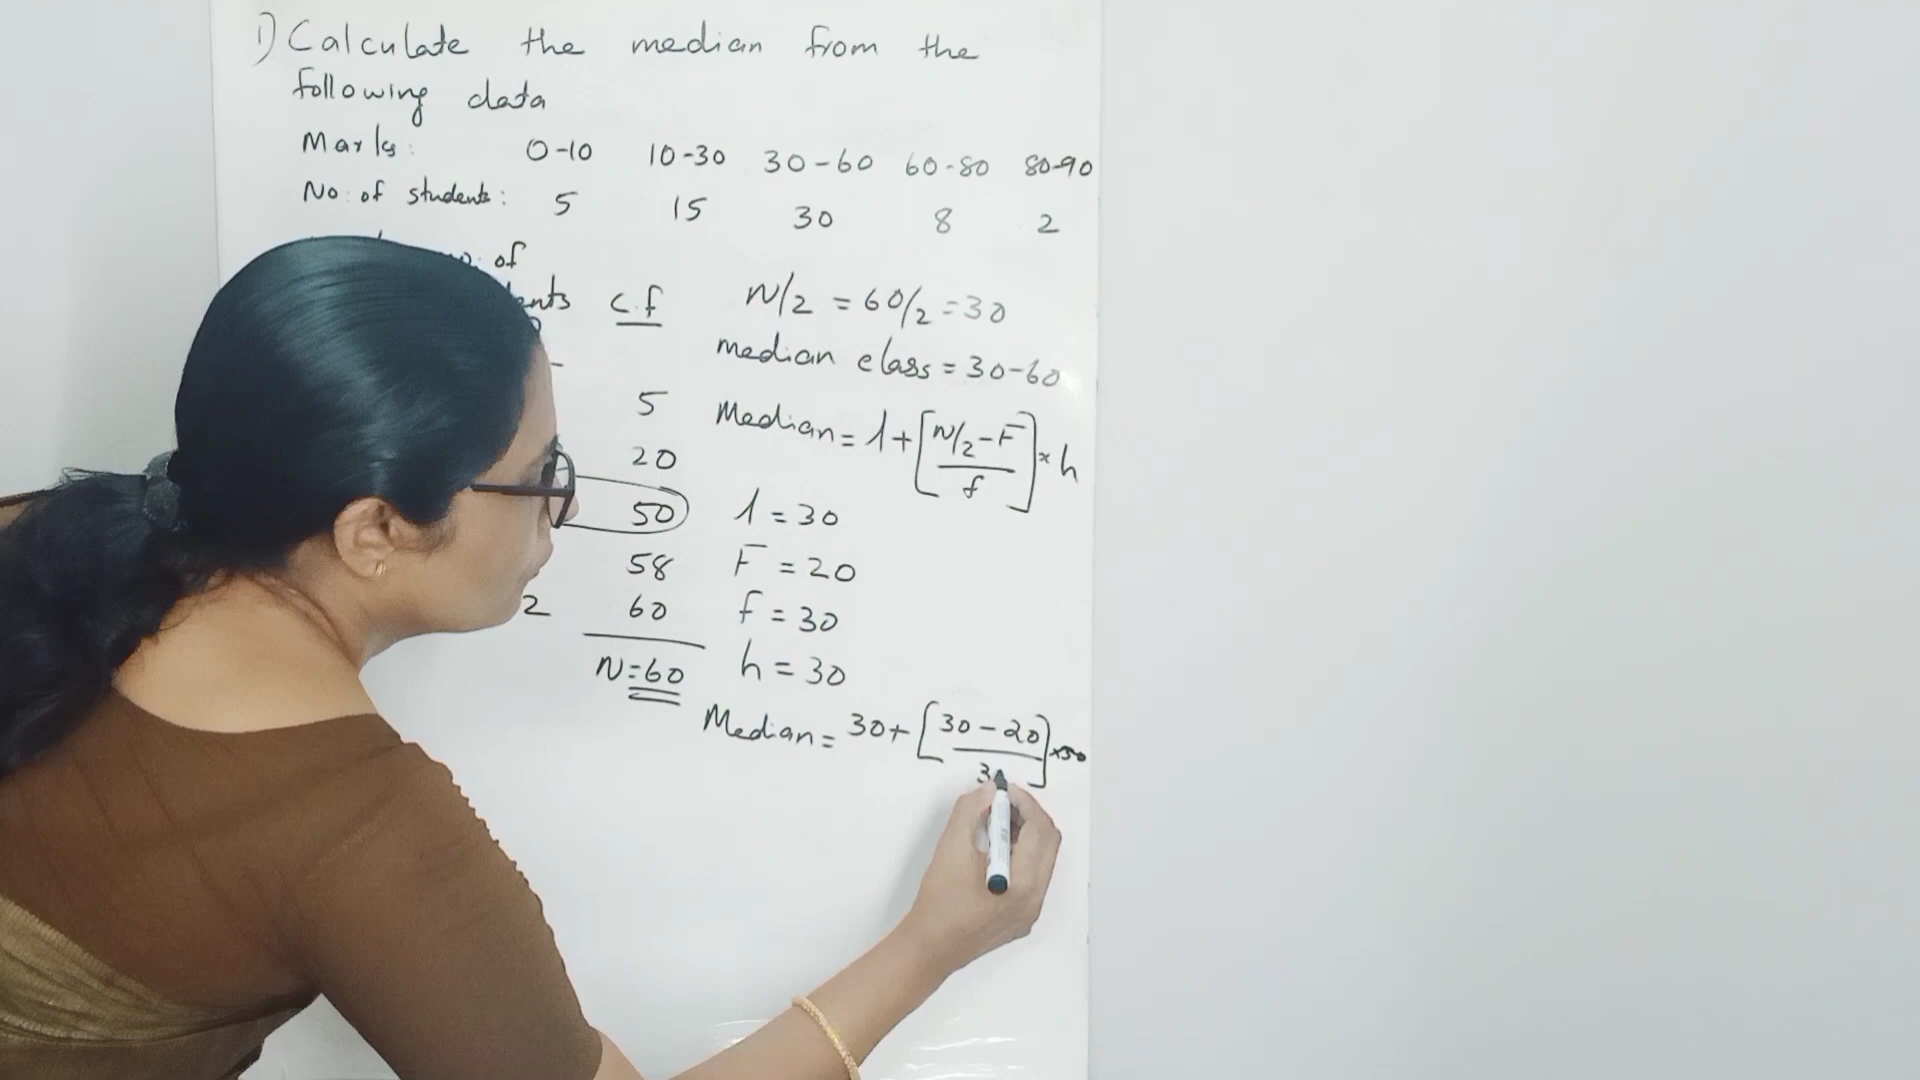 1) Calculate the median from the
following data
Marks: 0-10 10-30 30-60 60-80 80-90
No. of students: 5 15 30 8 2
of
c.f
5
20
50
58
2 60
N=60
N/2 = 60/2 = 30
median class = 30-60
Median = l + [N/2 - F / f] × h
l = 30
F = 20
f = 30
h = 30
Median = 30 + [30 - 20 / 30] ×30